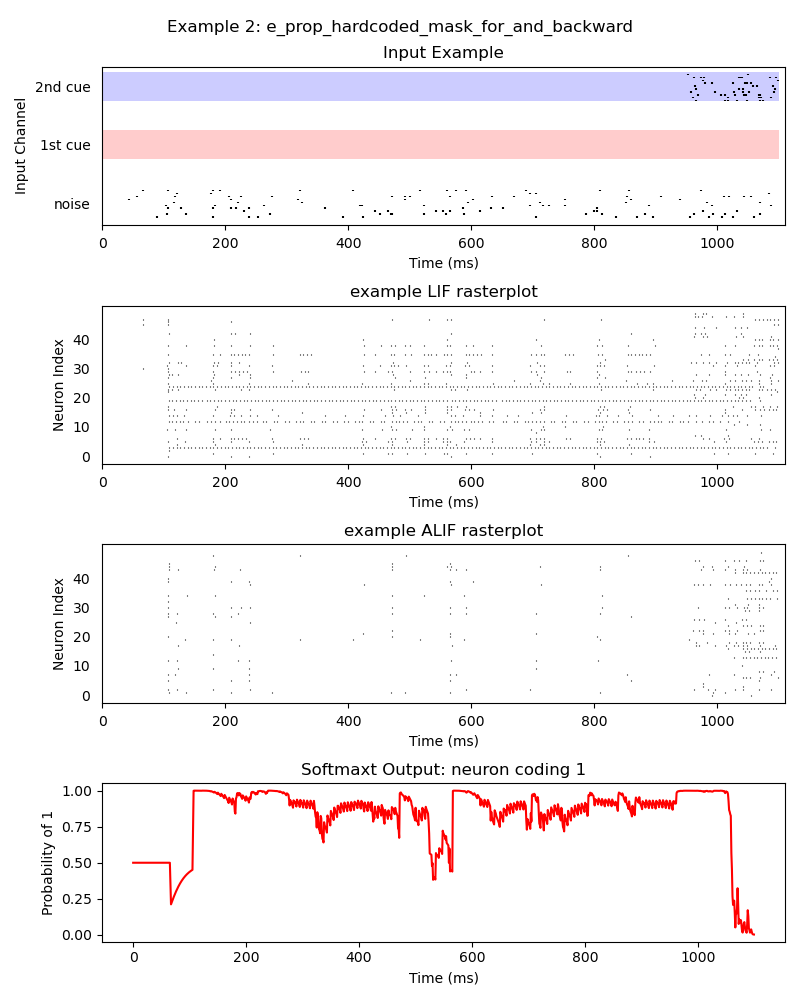 Example 2: e_prop_hardcoded_mask_for_and_backward
Input Example
Input Channel
2nd cue
1st cue
noise
0 200 400 600 800 1000
Time (ms)
example LIF rasterplot
Neuron Index
40
30
20
10
0
0 200 400 600 800 1000
Time (ms)
example ALIF rasterplot
Neuron Index
40
30
20
10
0
0 200 400 600 800 1000
Time (ms)
Softmaxt Output: neuron coding 1
Probability of 1
1.00
0.75
0.50
0.25
0.00
0 200 400 600 800 1000
Time (ms)